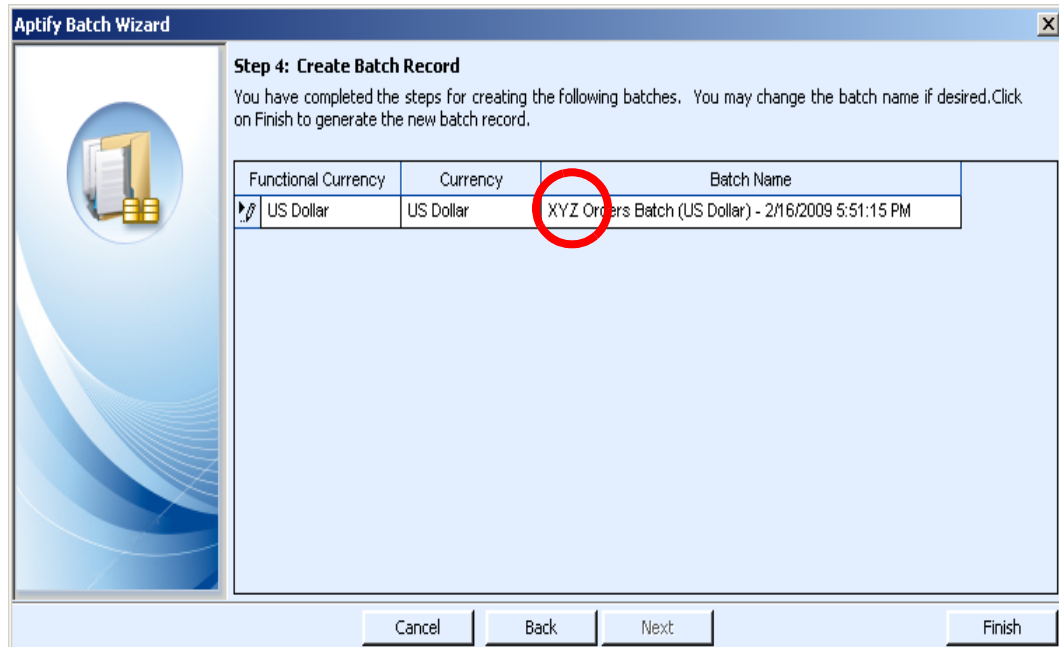 Aptify Batch Wizard
Step 4: Create Batch Record
You have completed the steps for creating the following batches. You may change the batch name if desired.Click
on Finish to generate the new batch record.
Functional Currency Currency Batch Name
US Dollar US Dollar XYZ Orders Batch (US Dollar) - 2/16/2009 5:51:15 PM
Cancel Back Next Finish